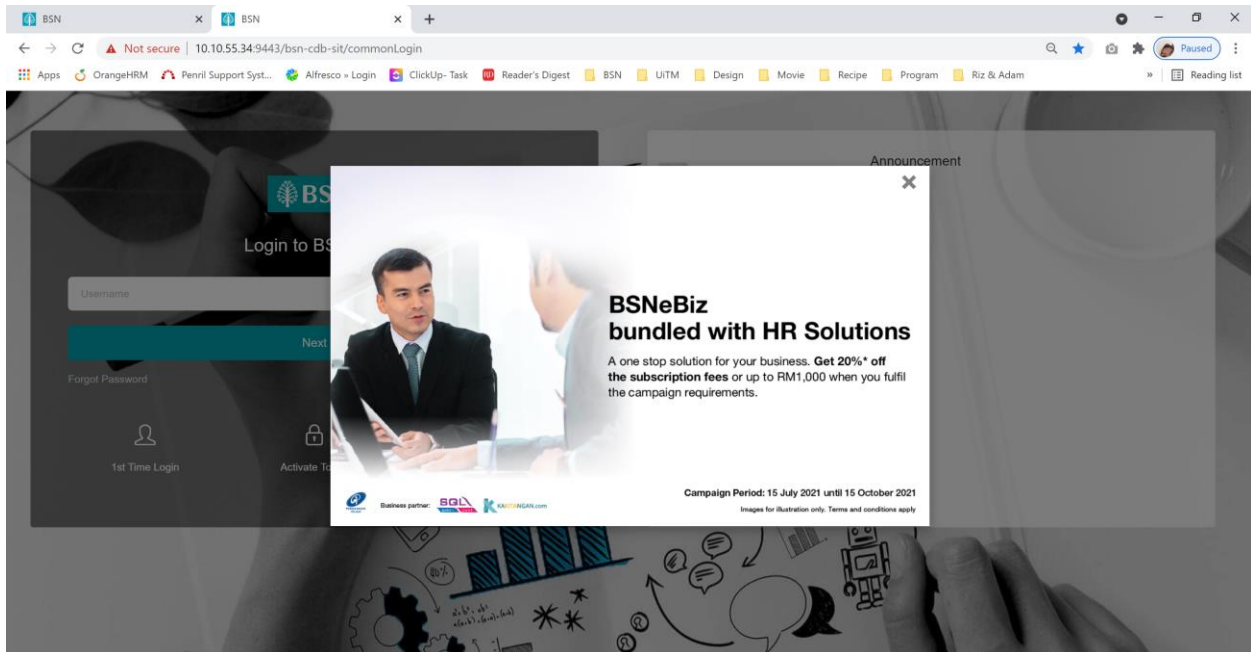 BSN
BSN
Not secure
10.10.55.34:9443/bsn-cdb-sit/commonLogin
Paused
Apps
OrangeHRM
Penril Support Syst...
Alfresco » Login
ClickUp- Task
Reader's Digest
BSN
UiTM
Design
Movie
Recipe
Program
Riz & Adam
»
Reading list
Announcement
BS
Login to BS
Username
Next
Forgot Password
1st Time Login
Activate To
BSNeBiz
bundled with HR Solutions
A one stop solution for your business. Get 20%* off
the subscription fees or up to RM1,000 when you fulfil
the campaign requirements.
Campaign Period: 15 July 2021 until 15 October 2021
Business partner:
SQL
KAKITANGAN.com
Images for illustration only. Terms and conditions apply